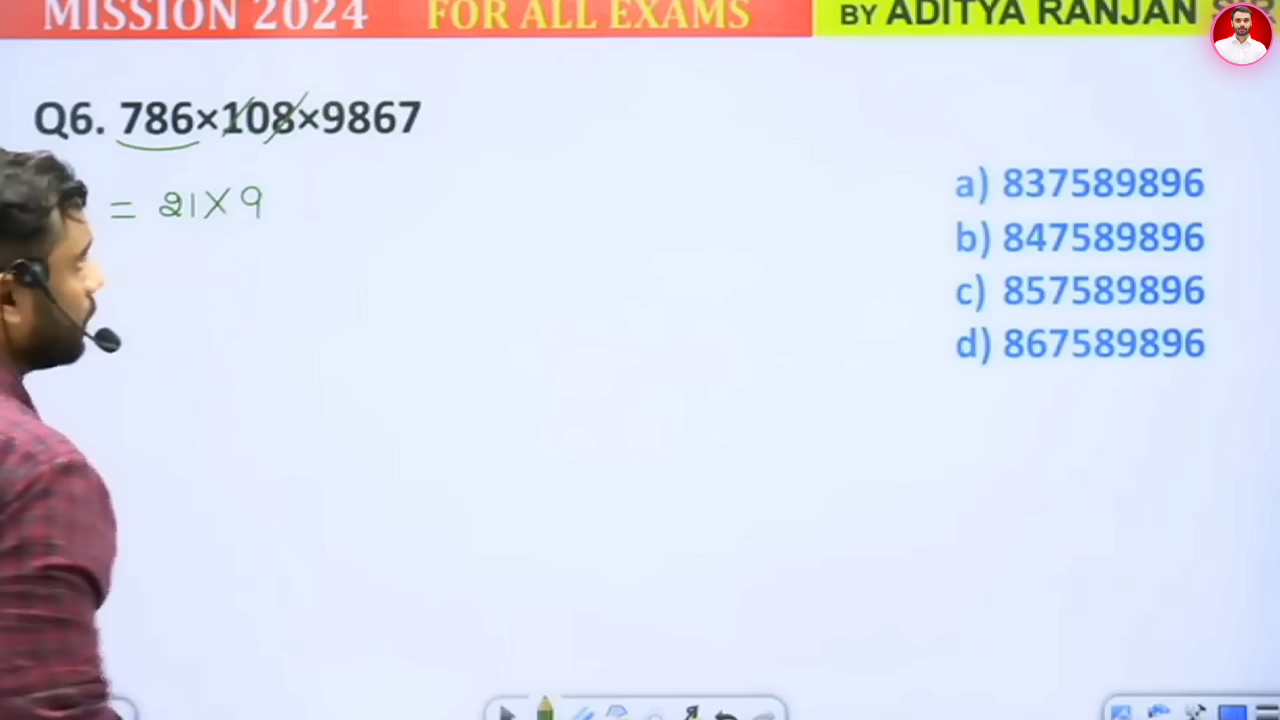 MISSION 2024 FOR ALL EXAMS BY ADITYA RANJAN
Q6. 786×108×9867
= 21×9
a) 837589896
b) 847589896
c) 857589896
d) 867589896